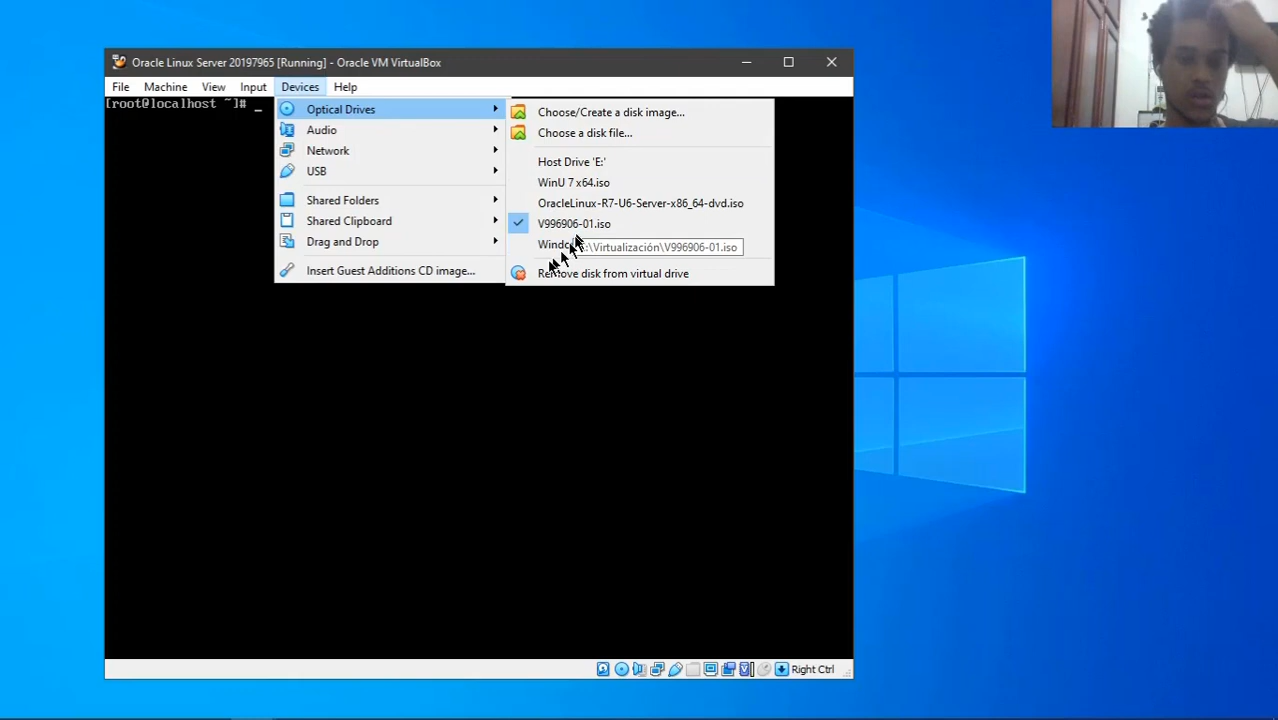 Oracle Linux Server 20197965 [Running] - Oracle VM VirtualBox
File Machine View Input Devices Help
[root@localhost ~]# _
Optical Drives
Audio
Network
USB
Shared Folders
Shared Clipboard
Drag and Drop
Insert Guest Additions CD image...
Choose/Create a disk image...
Choose a disk file...
Host Drive 'E:'
WinU 7 x64.iso
OracleLinux-R7-U6-Server-x86_64-dvd.iso
V996906-01.iso
:\Virtualización\V996906-01.iso
Remove disk from virtual drive
Right Ctrl